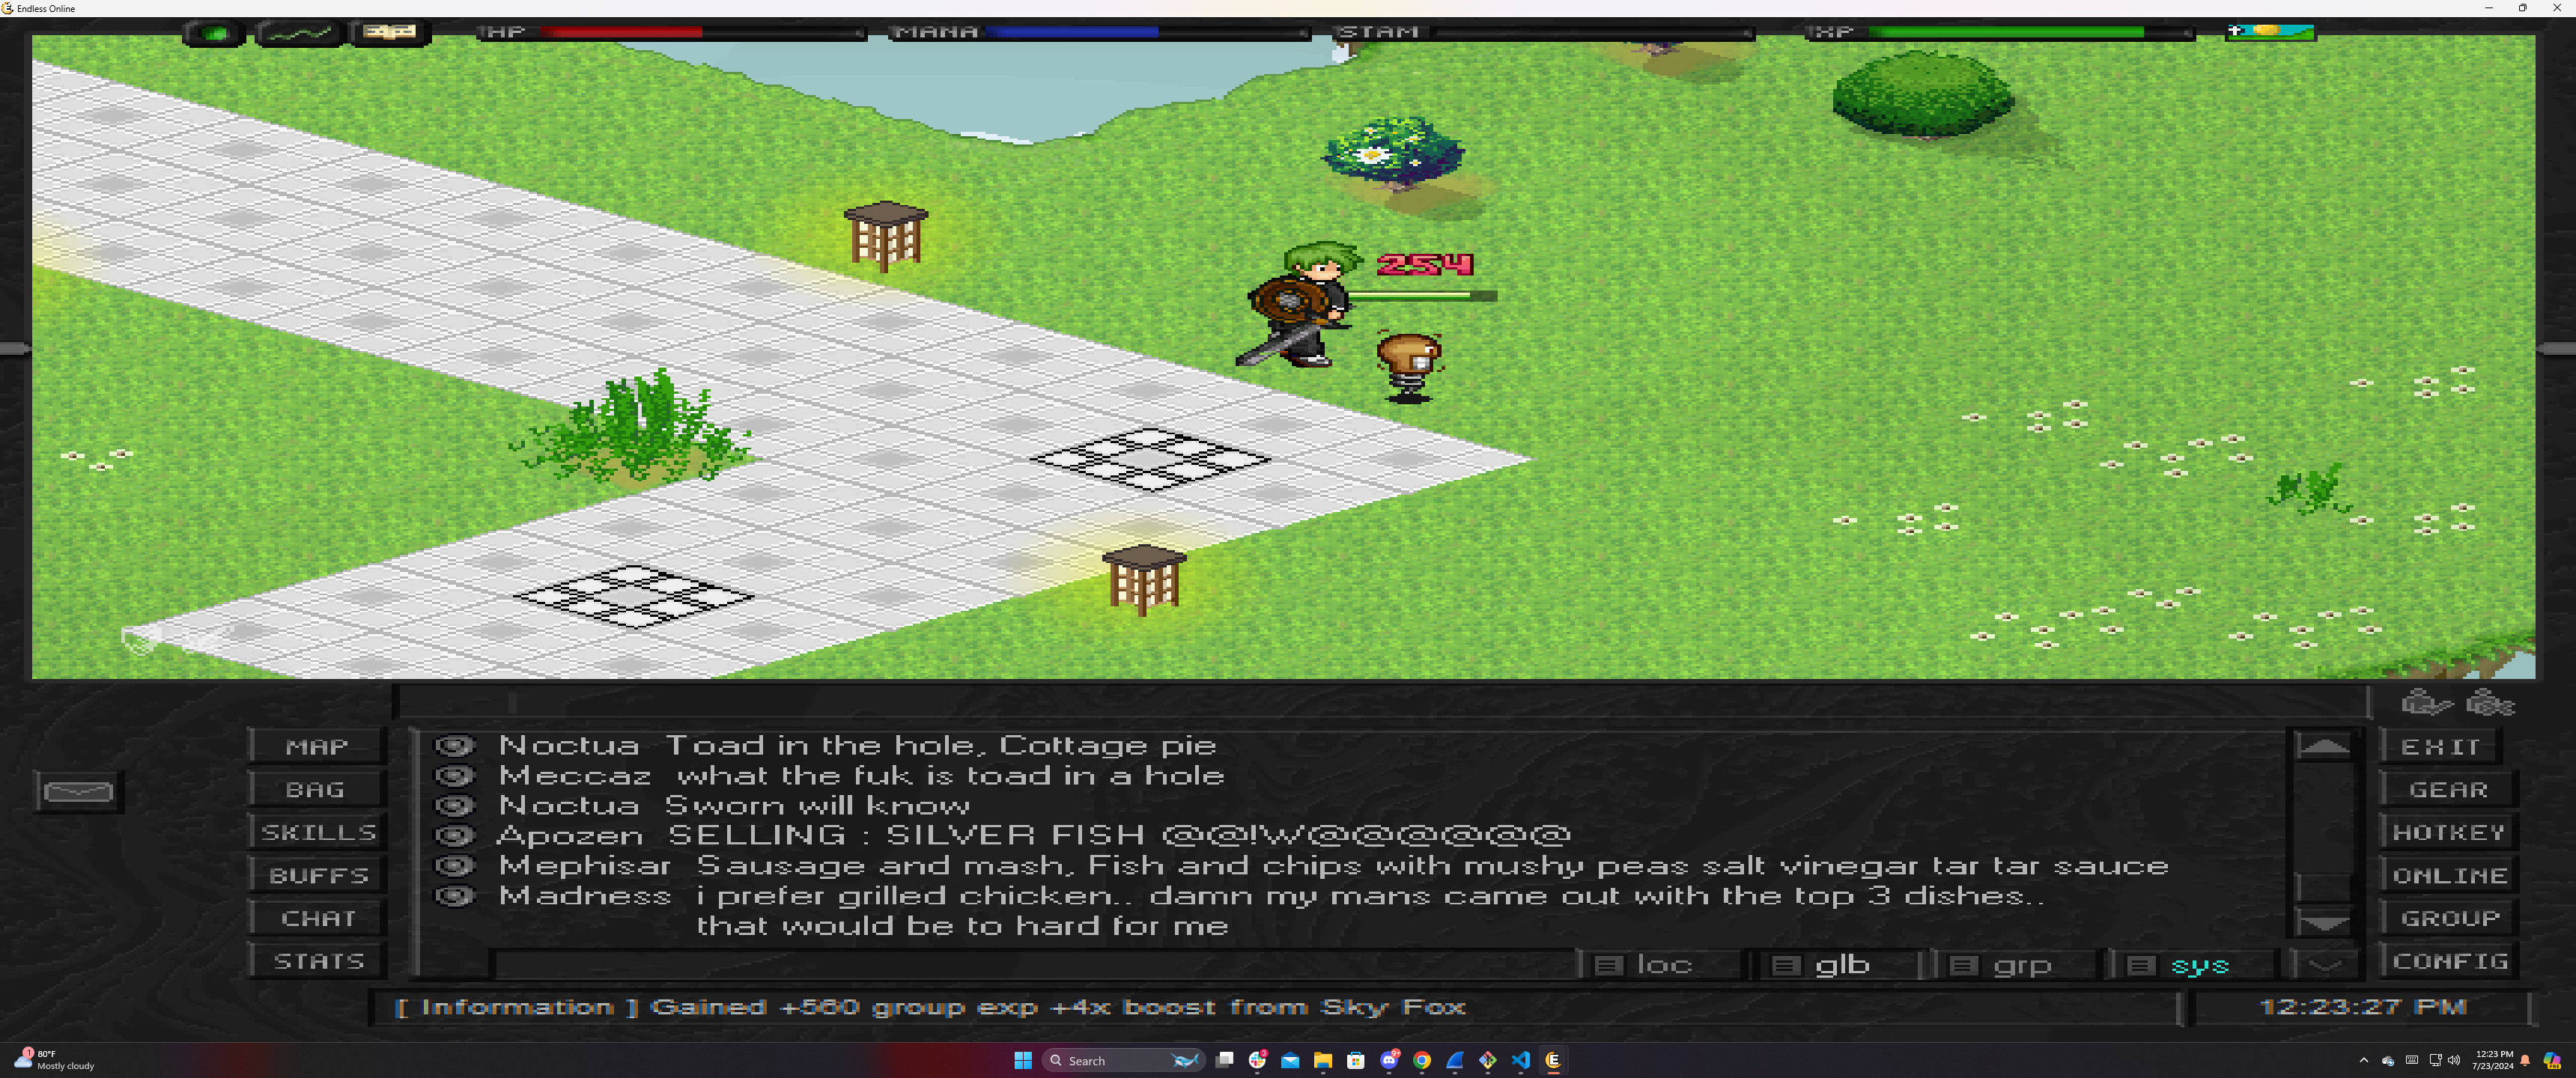 Endless Online
HP MANA STAM XP
254
MAP
BAG
SKILLS
BUFFS
CHAT
STATS
Noctua Toad in the hole, Cottage pie
Meccaz what the fuk is toad in a hole
Noctua Sworn will know
Apozen SELLING : SILVER FISH @@!W@@@@@@
Mephisar Sausage and mash, Fish and chips with mushy peas salt vinegar tar tar sauce
Madness i prefer grilled chicken.. damn my mans came out with the top 3 dishes..
that would be to hard for me
EXIT
GEAR
HOTKEY
ONLINE
GROUP
CONFIG
loc glb grp sys
[ Information ] Gained +560 group exp +4x boost from Sky Fox
12:23:27 PM
1
80°F
Mostly cloudy
Search
3
9+
12:23 PM
7/23/2024